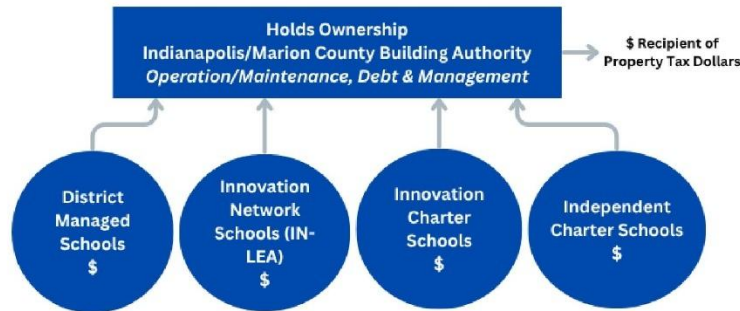 Holds Ownership
Indianapolis/Marion County Building Authority
Operation/Maintenance, Debt & Management
$ Recipient of
Property Tax Dollars
District
Managed
Schools
$
Innovation
Network
Schools (IN-
LEA)
$
Innovation
Charter
Schools
$
Independent
Charter Schools
$